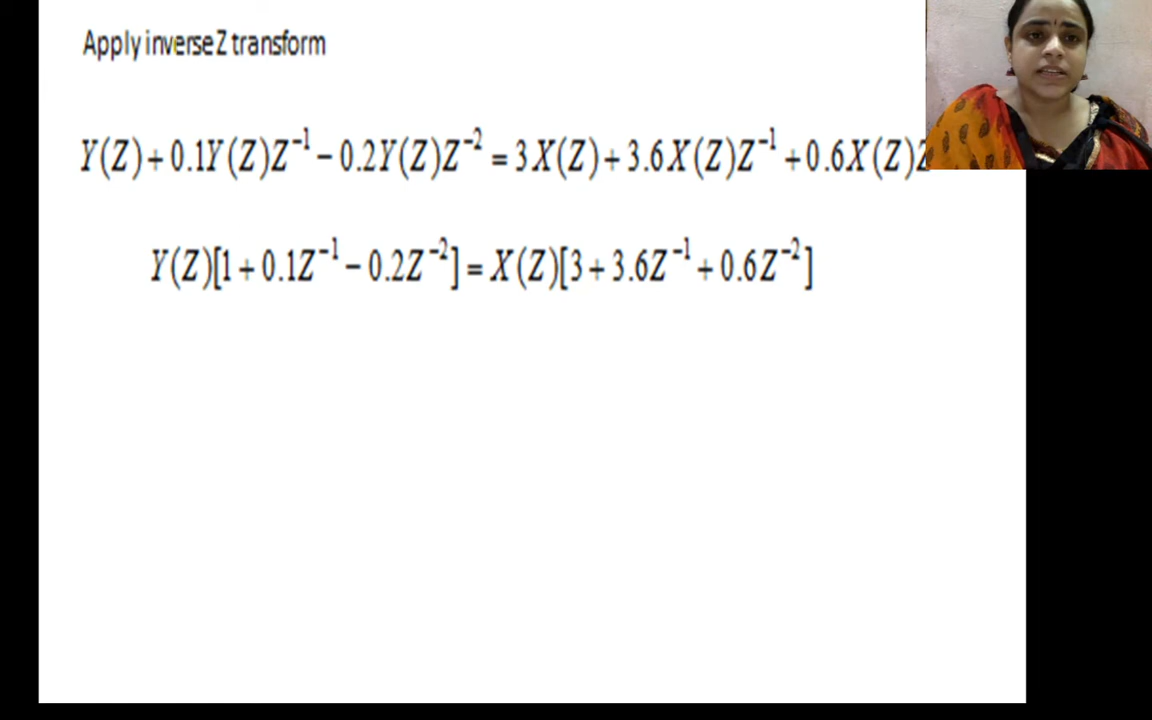 Apply inverse Z transform
Y(Z) + 0.1Y(Z)Z⁻¹ − 0.2Y(Z)Z⁻² = 3X(Z) + 3.6X(Z)Z⁻¹ + 0.6X(Z)
Y(Z)[1 + 0.1Z⁻¹ − 0.2Z⁻²] = X(Z)[3 + 3.6Z⁻¹ + 0.6Z⁻²]